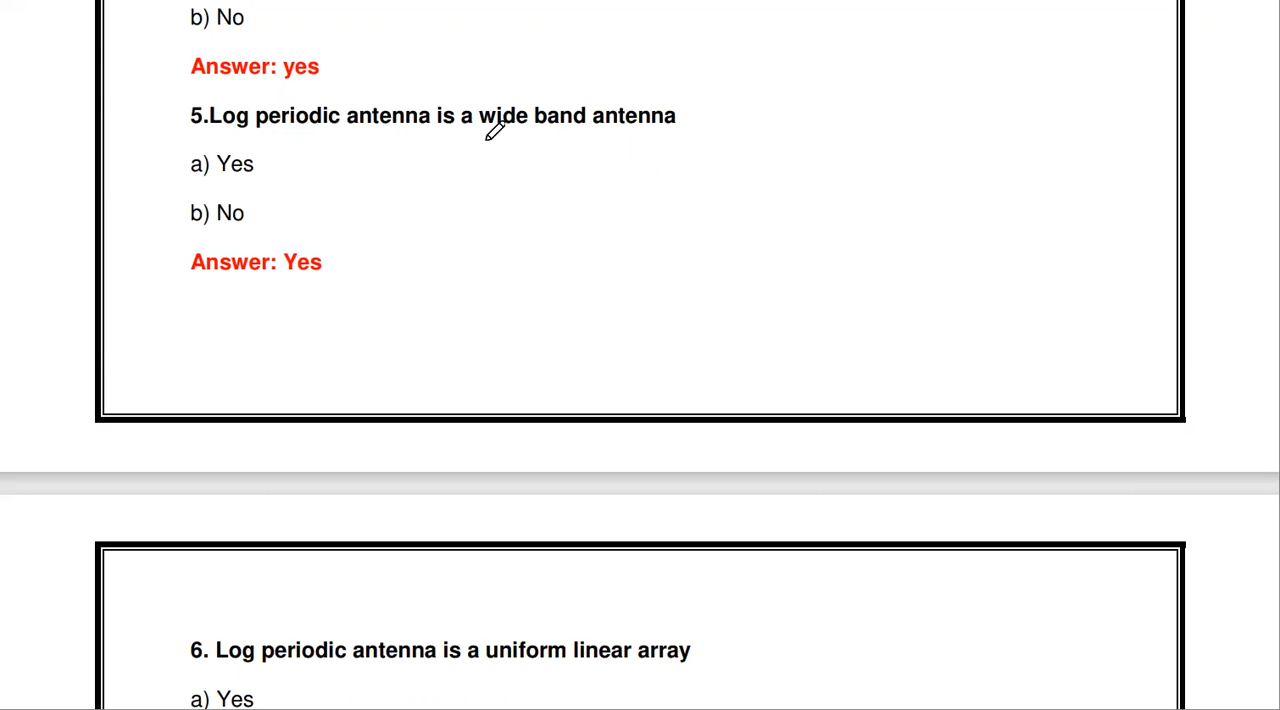 b) No
Answer: yes
5.Log periodic antenna is a wide band antenna
a) Yes
b) No
Answer: Yes
6. Log periodic antenna is a uniform linear array
a) Yes